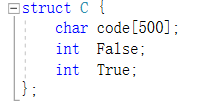 struct C {
    char code[500];
    int  False;
    int  True;
};